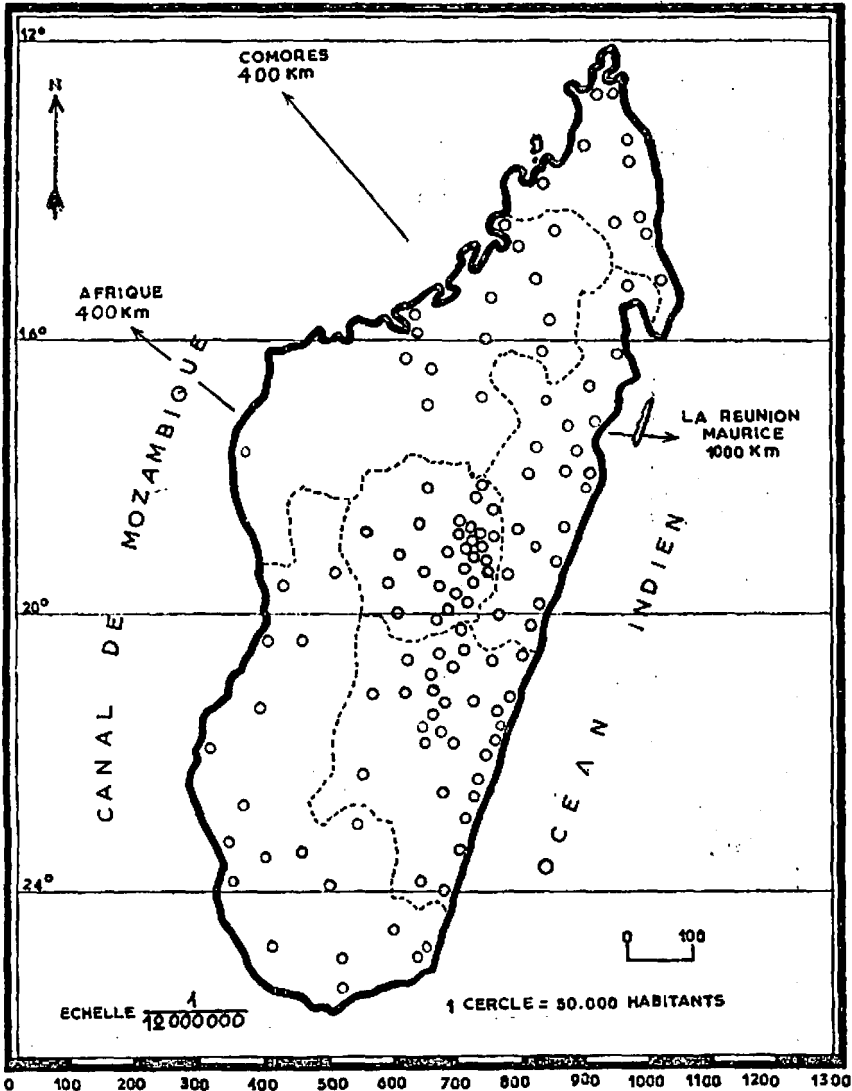 12°
COMORES
400 Km
N
AFRIQUE
400 Km
16°
LA REUNION
MAURICE
1000 Km
CANAL DE MOZAMBIQUE
OCEAN INDIEN
20°
24°
0 100
ECHELLE 1
12 000 000
1 CERCLE = 50.000 HABITANTS
0 100 200 300 400 500 600 700 800 900 1000 1100 1200 1300